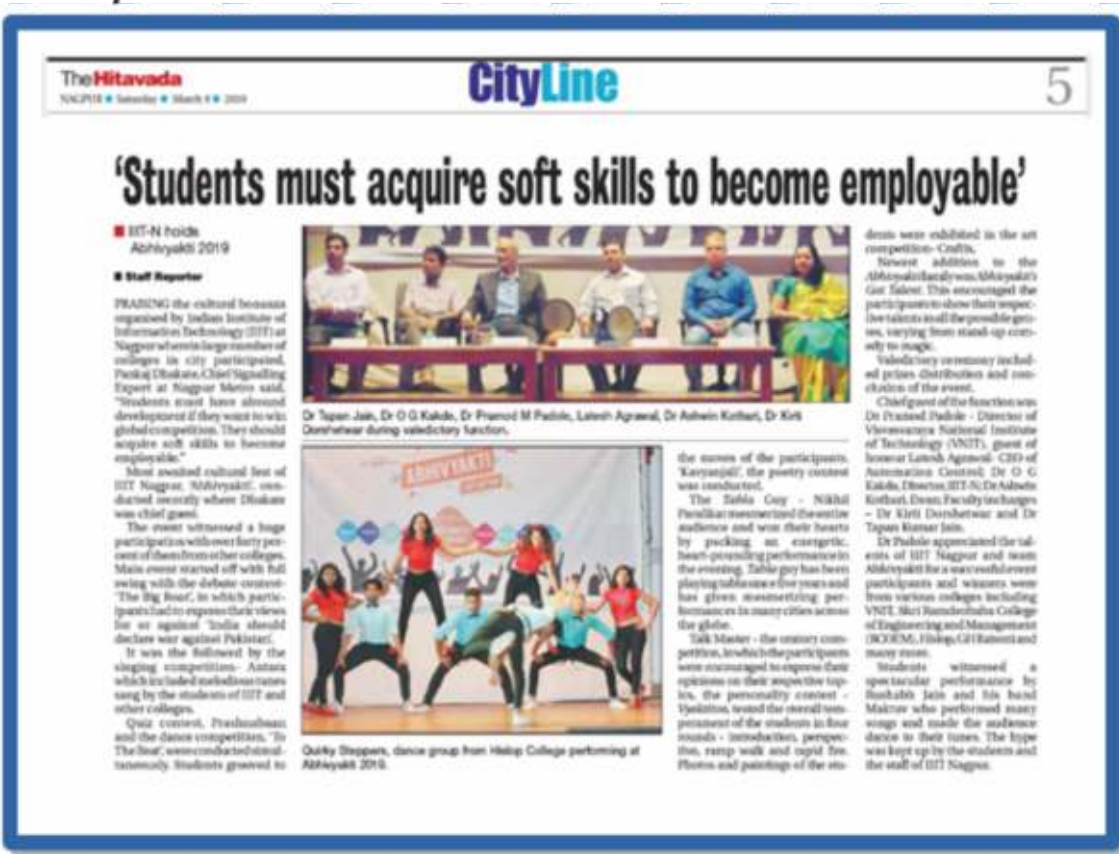 TheHitavada
NAGPUR ● Saturday ● March 9 ● 2019
CityLine
5
'Students must acquire soft skills to become employable'
IIIT-N holds
Abhivyakti 2019
■ Staff Reporter
PRAISING the cultural bonanza
organised by Indian Institute of
Information Technology (IIIT) at
Nagpur wherein large number of
colleges in city participated,
Pankaj Dhakate, Chief Signalling
Expert at Nagpur Metro said,
"Students must have allround
development if they want to win
global competition. They should
acquire soft skills to become
employable."
Most awaited cultural fest of
IIIT Nagpur, 'Abhivyakti', con-
ducted recently where Dhakate
was chief guest.
The event witnessed a huge
participation with over forty per-
cent of them from other colleges.
Main event started off with full
swing with the debate contest-
'The Big Bout', in which partici-
pants had to express their views
for or against 'India should
declare war against Pakistan'.
It was the followed by the
singing competition- Antara
which included melodious tunes
sung by the students of IIIT and
other colleges.
Quiz contest, Prashnabaan
and the dance competition, 'To
The Beat', were conducted simul-
taneously. Students grooved to
Dr Tapan Jain, Dr O G Kakde, Dr Pramod M Padole, Latesh Agrawal, Dr Ashwin Kothari, Dr Kirti
Dorshetwar during valedictory function.
ABHIVYAKTI
Quirky Steppers, dance group from Hislop College performing at
Abhivyakti 2019.
the moves of the participants.
'Kavyanjali', the poetry contest
was conducted.
The Tabla Guy - Nikhil
Paralikar mesmerized the entire
audience and won their hearts
by packing an energetic,
heart-pounding performance in
the evening. Tabla guy has been
playing tabla since five years and
has given mesmerizing per-
formances in many cities across
the globe.
Talk Master - the oratory com-
petition, in which the participants
were encouraged to express their
opinions on their respective top-
ics, the personality contest -
tested the overall tem-
perament of the students in four
rounds - introduction, perspec-
tive, ramp walk and rapid fire.
Photos and paintings of the stu-
dents were exhibited in the art
competition- Crafts.
Newest addition to the
Abhivyakti family was Abhivyakti's
Got Talent. This encouraged the
participants to show their respec-
tive talents in all the possible gen-
res, varying from stand-up com-
edy to magic.
Valedictory ceremony includ-
ed prizes distribution and con-
clusion of the event.
Chief guest of the function was
Dr Pramod Padole - Director of
Visvesvaraya National Institute
of Technology (VNIT), guest of
honour Latesh Agrawal- CEO of
Automation Control; Dr O G
Kakde, Director, IIIT-N; Dr Ashwin
Kothari, Dean; Faculty incharges
- Dr Kirti Dorshetwar and Dr
Tapan Kumar Jain.
Dr Padole appreciated the tal-
ents of IIIT Nagpur and team
Abhivyakti for a successful event
participants and winners were
from various colleges including
VNIT, Shri Ramdeobaba College
of Engineering and Management
(RCOEM), Hislop, GH Raisoni and
many more.
Students witnessed a
spectacular performance by
Rushabh Jain and his band
who performed many
songs and made the audience
dance to their tunes. The hype
was kept up by the students and
the staff of IIIT Nagpur.